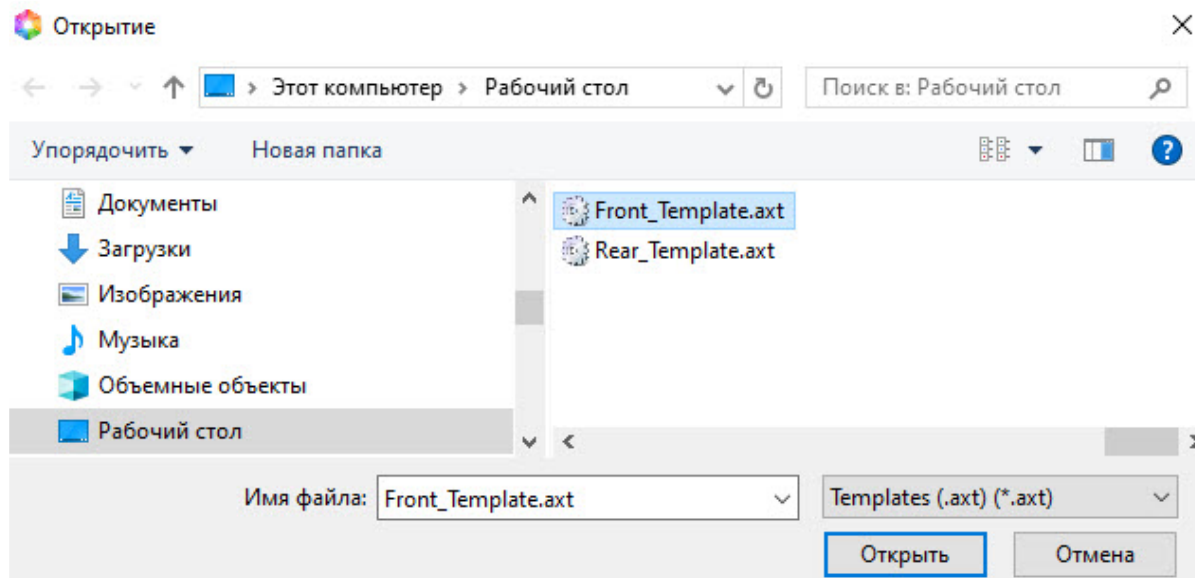 Открытие
Этот компьютер › Рабочий стол
Поиск в: Рабочий стол
Упорядочить
Новая папка
Документы
Загрузки
Изображения
Музыка
Объемные объекты
Рабочий стол
Front_Template.axt
Rear_Template.axt
Имя файла: Front_Template.axt
Templates (.axt) (*.axt)
Открыть
Отмена